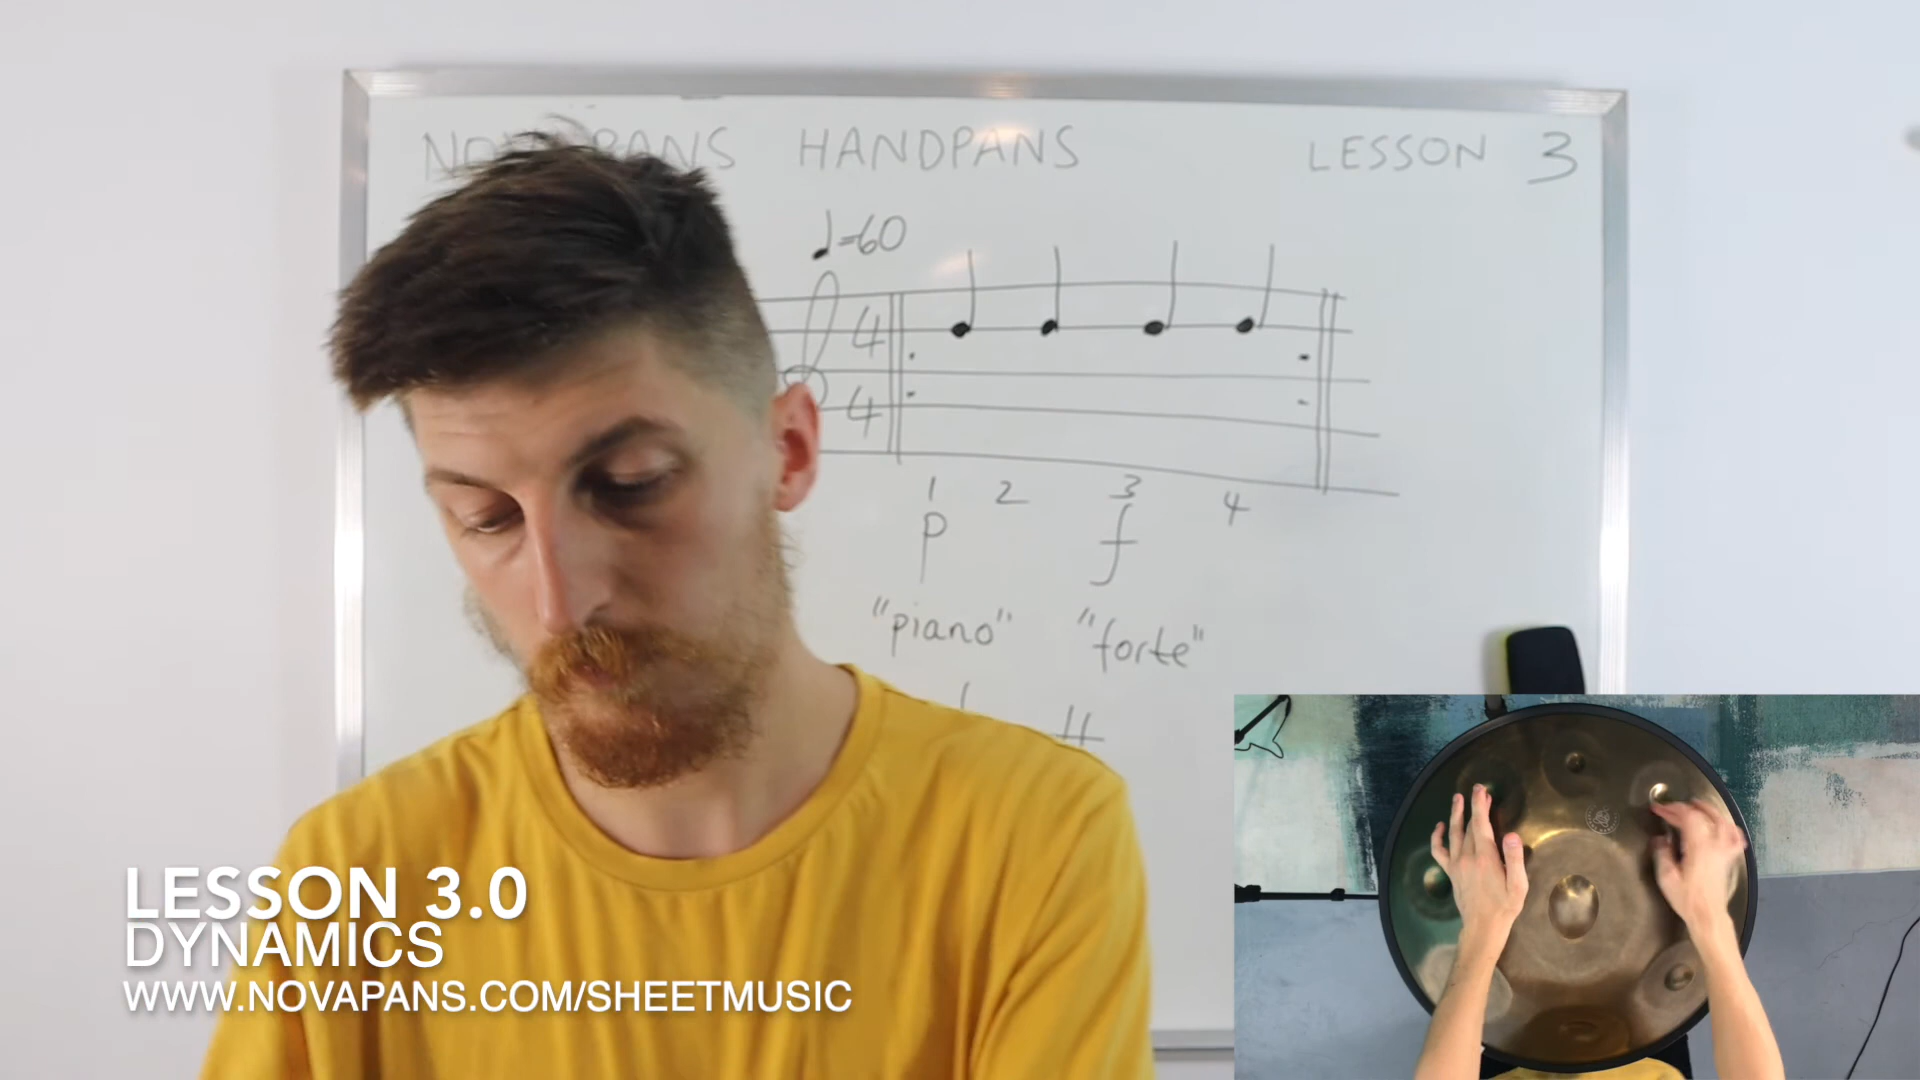 HANDPANS LESSON 3
♩=60
4
4
1 2 3 4
p f
"piano" "forte"
LESSON 3.0
DYNAMICS
WWW.NOVAPANS.COM/SHEETMUSIC